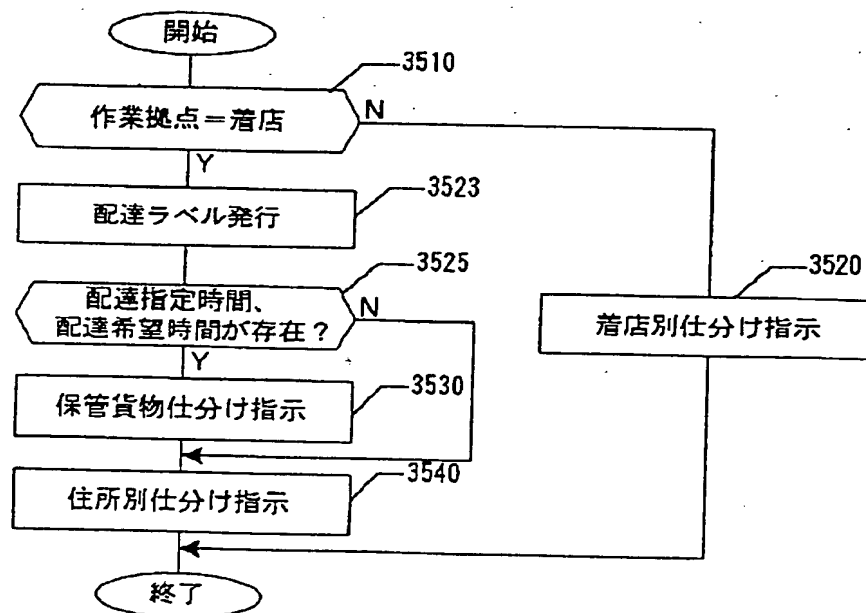 開始
3510
作業拠点＝着店
N
Y
3523
配達ラベル発行
3525
配達指定時間、
配達希望時間が存在？
N
Y
3520
着店別仕分け指示
3530
保管貨物仕分け指示
3540
住所別仕分け指示
終了